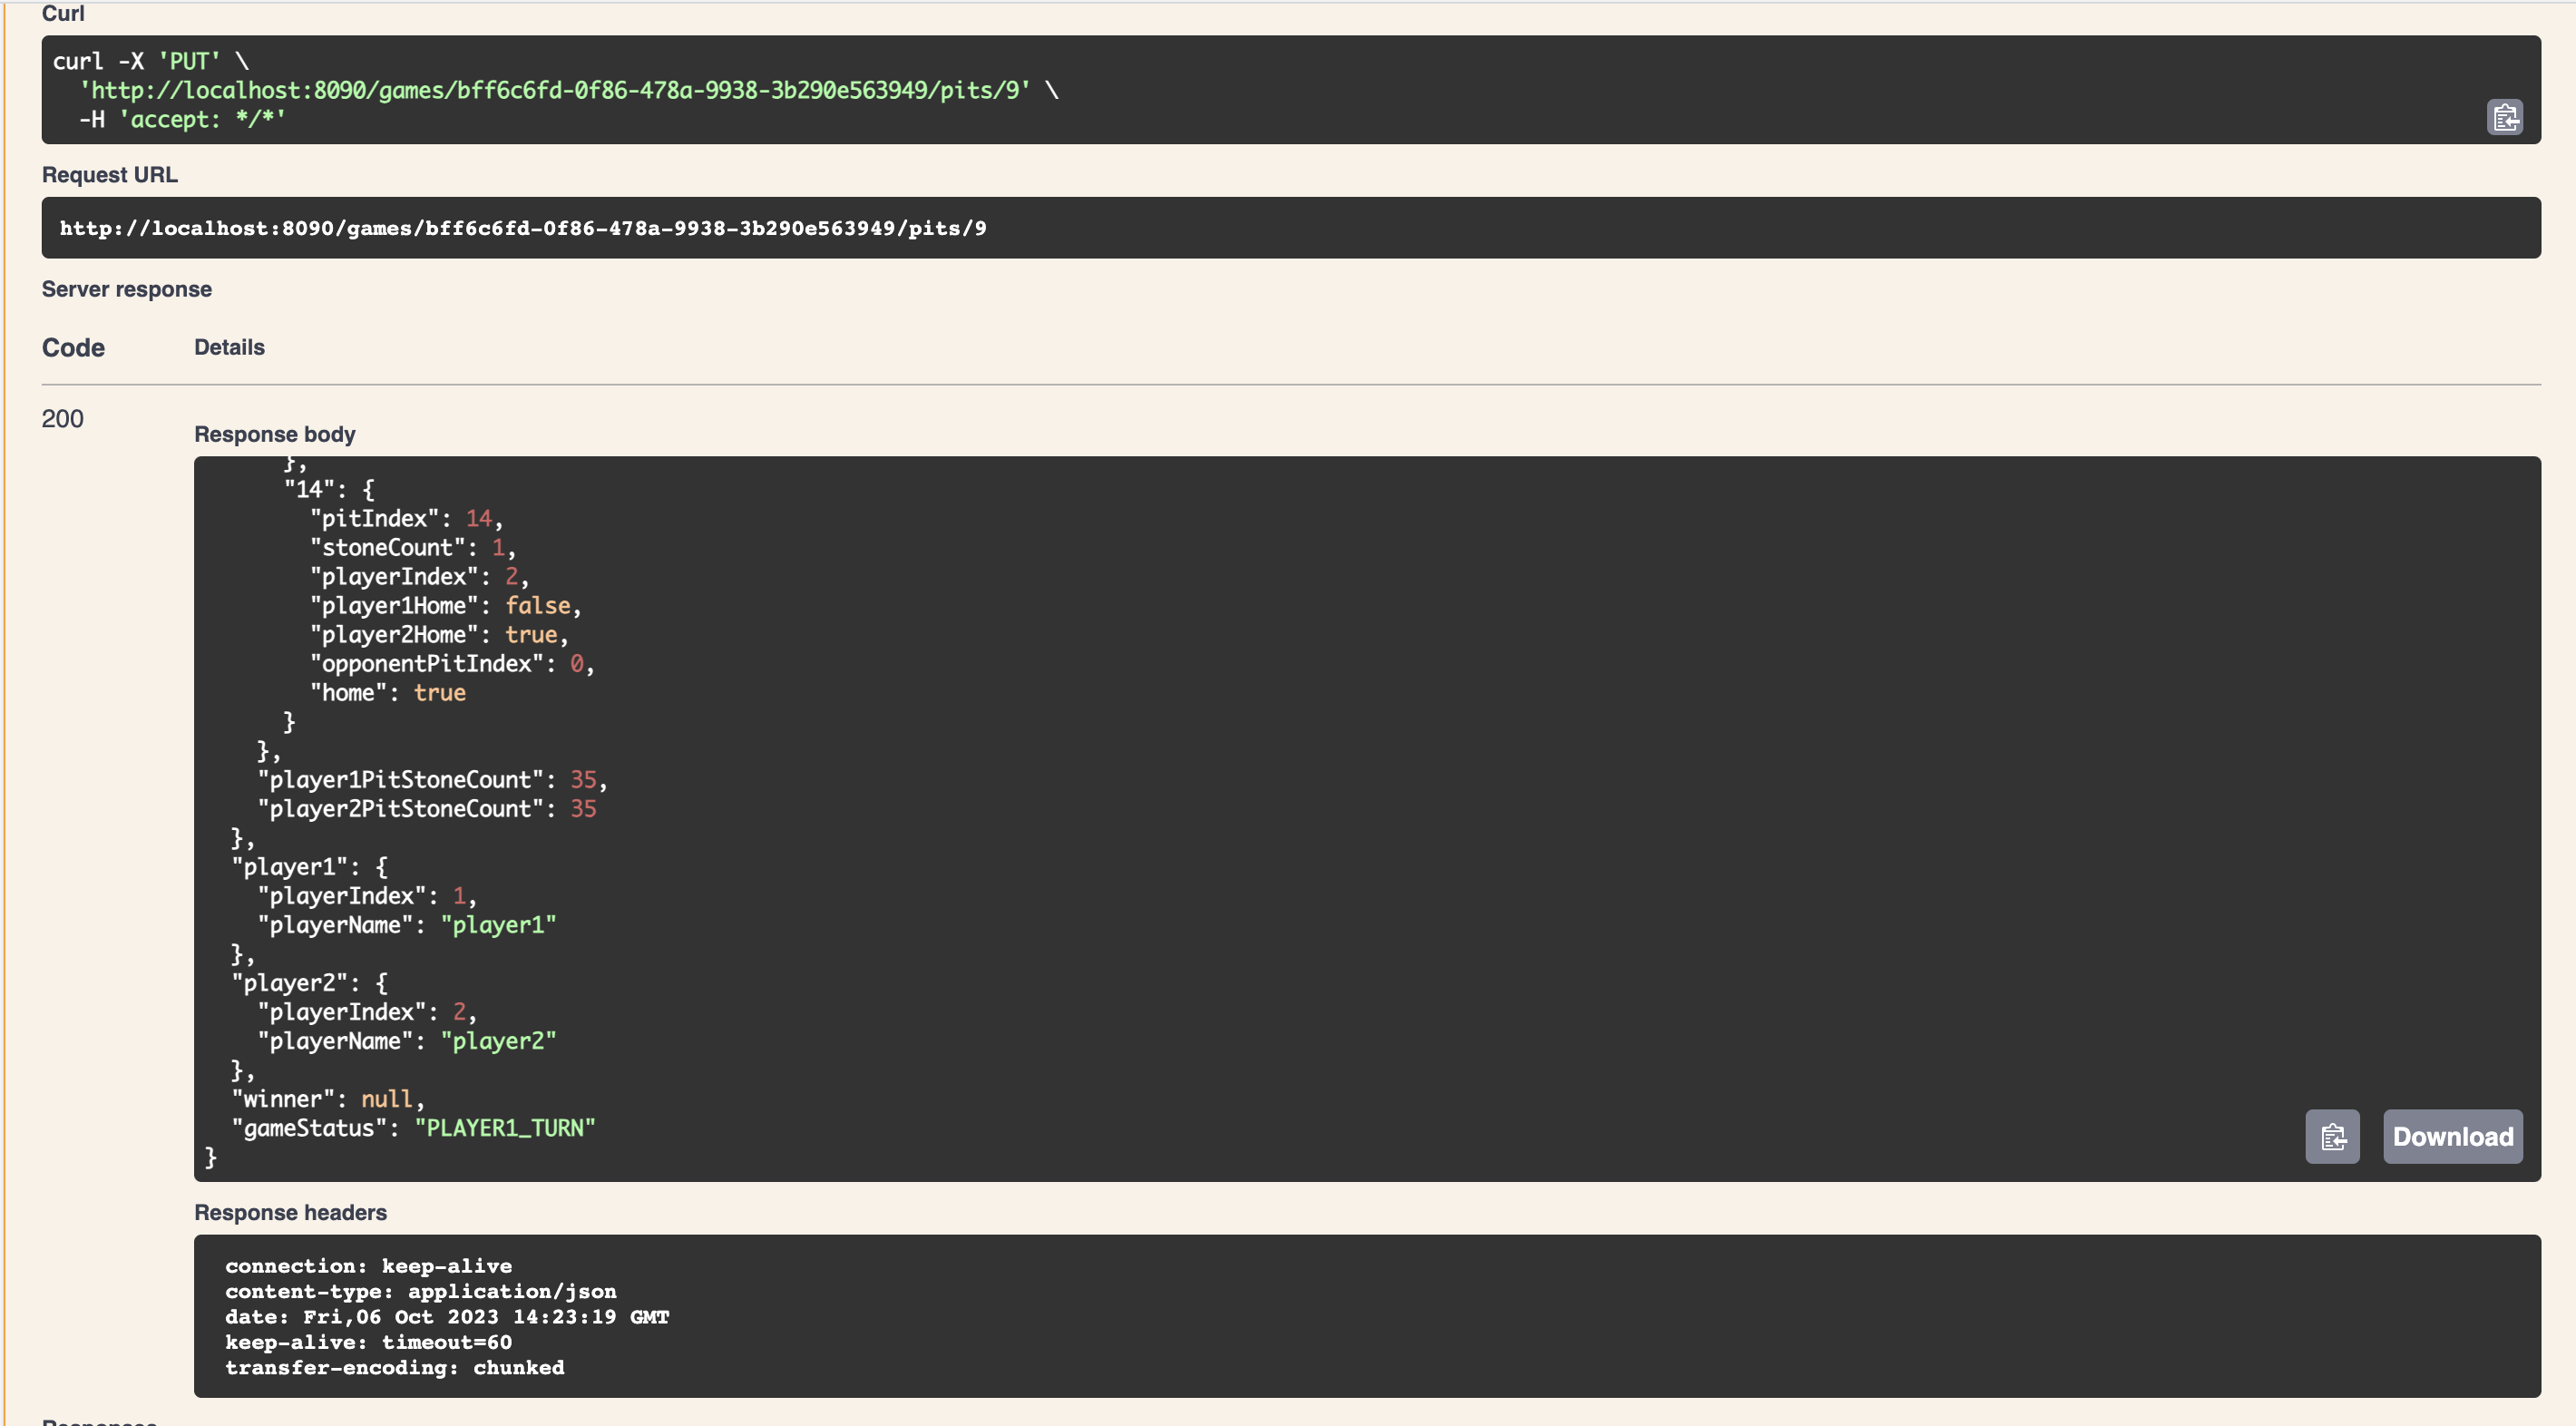 Curl
curl -X 'PUT' \
  'http://localhost:8090/games/bff6c6fd-0f86-478a-9938-3b290e563949/pits/9' \
  -H 'accept: */*'
Request URL
http://localhost:8090/games/bff6c6fd-0f86-478a-9938-3b290e563949/pits/9
Server response
Code Details
200
Response body
      },
      "14": {
        "pitIndex": 14,
        "stoneCount": 1,
        "playerIndex": 2,
        "player1Home": false,
        "player2Home": true,
        "opponentPitIndex": 0,
        "home": true
      }
    },
    "player1PitStoneCount": 35,
    "player2PitStoneCount": 35
  },
  "player1": {
    "playerIndex": 1,
    "playerName": "player1"
  },
  "player2": {
    "playerIndex": 2,
    "playerName": "player2"
  },
  "winner": null,
  "gameStatus": "PLAYER1_TURN"
}
Download
Response headers
connection: keep-alive
content-type: application/json
date: Fri,06 Oct 2023 14:23:19 GMT
keep-alive: timeout=60
transfer-encoding: chunked
Responses